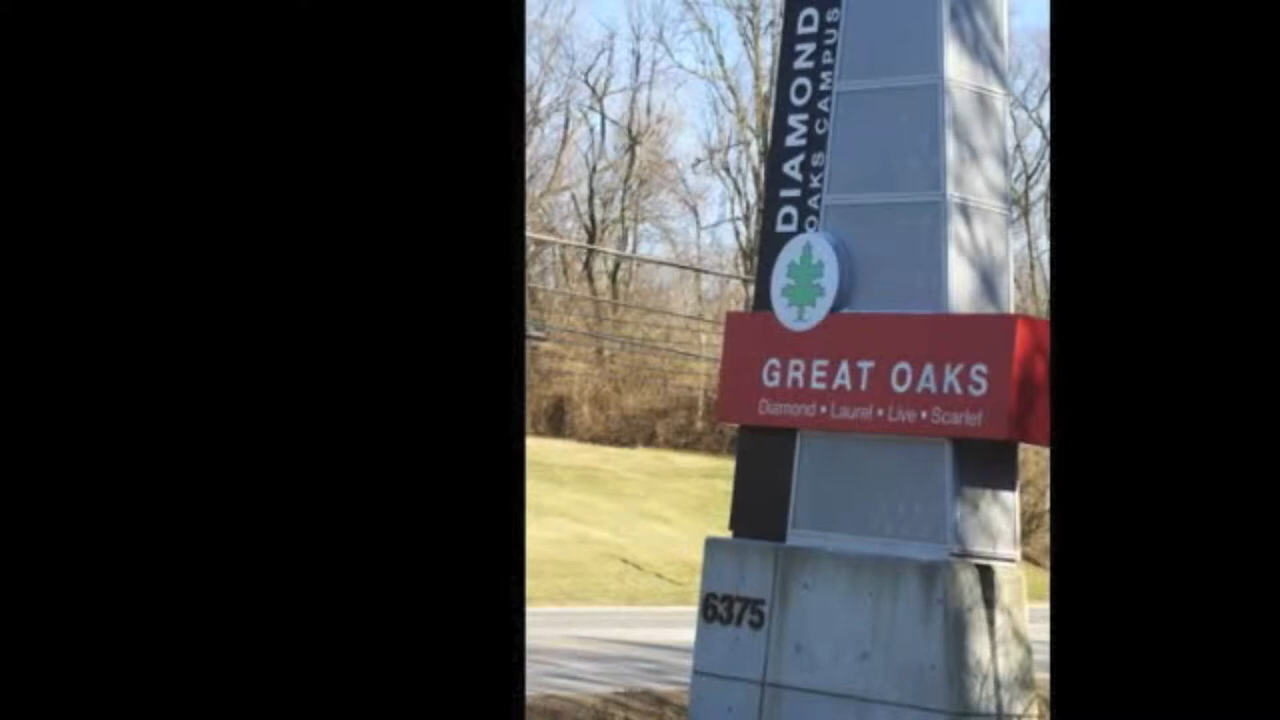 DIAMOND
OAKS CAMPUS
GREAT OAKS
Diamond • Laurel • Live • Scarlet
6375